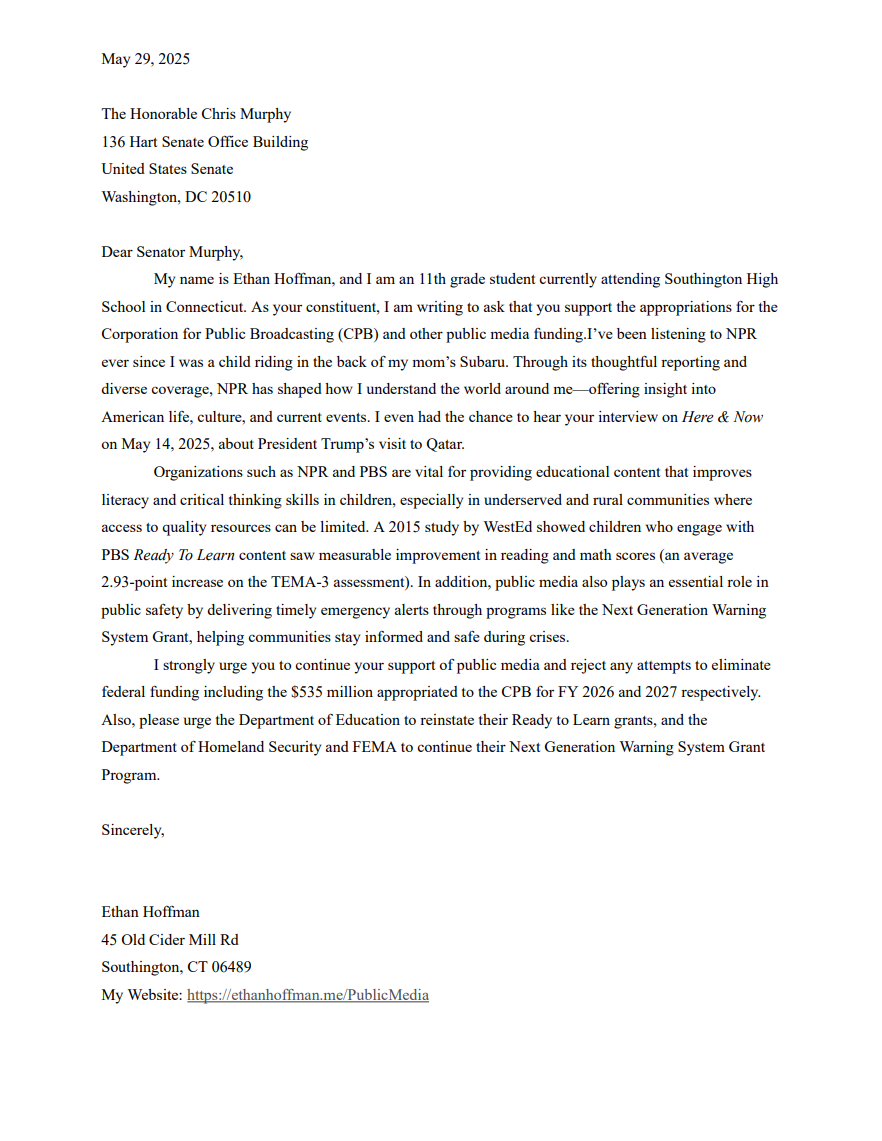 May 29, 2025
The Honorable Chris Murphy
136 Hart Senate Office Building
United States Senate
Washington, DC 20510
Dear Senator Murphy,
My name is Ethan Hoffman, and I am an 11th grade student currently attending Southington High
School in Connecticut. As your constituent, I am writing to ask that you support the appropriations for the
Corporation for Public Broadcasting (CPB) and other public media funding.I’ve been listening to NPR
ever since I was a child riding in the back of my mom’s Subaru. Through its thoughtful reporting and
diverse coverage, NPR has shaped how I understand the world around me—offering insight into
American life, culture, and current events. I even had the chance to hear your interview on Here & Now
on May 14, 2025, about President Trump’s visit to Qatar.
Organizations such as NPR and PBS are vital for providing educational content that improves
literacy and critical thinking skills in children, especially in underserved and rural communities where
access to quality resources can be limited. A 2015 study by WestEd showed children who engage with
PBS Ready To Learn content saw measurable improvement in reading and math scores (an average
2.93-point increase on the TEMA-3 assessment). In addition, public media also plays an essential role in
public safety by delivering timely emergency alerts through programs like the Next Generation Warning
System Grant, helping communities stay informed and safe during crises.
I strongly urge you to continue your support of public media and reject any attempts to eliminate
federal funding including the $535 million appropriated to the CPB for FY 2026 and 2027 respectively.
Also, please urge the Department of Education to reinstate their Ready to Learn grants, and the
Department of Homeland Security and FEMA to continue their Next Generation Warning System Grant
Program.
Sincerely,
Ethan Hoffman
45 Old Cider Mill Rd
Southington, CT 06489
My Website: https://ethanhoffman.me/PublicMedia